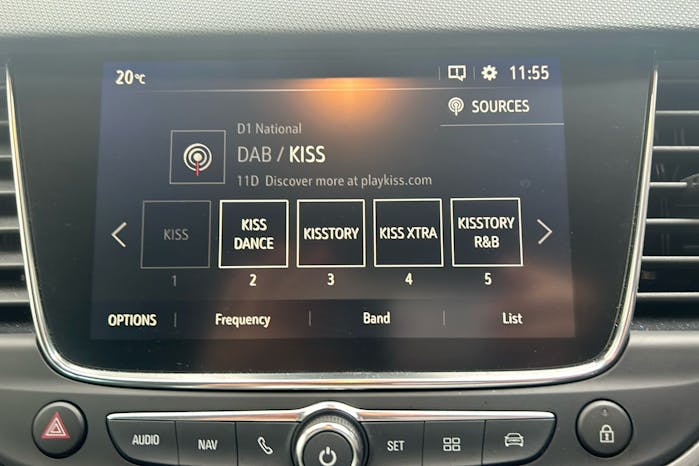 20°C
11:55
SOURCES
D1 National
DAB / KISS
11D Discover more at playkiss.com
KISS
KISS
DANCE
KISSTORY
KISS XTRA
KISSTORY
R&B
1 2 3 4 5
OPTIONS Frequency Band List
AUDIO NAV SET